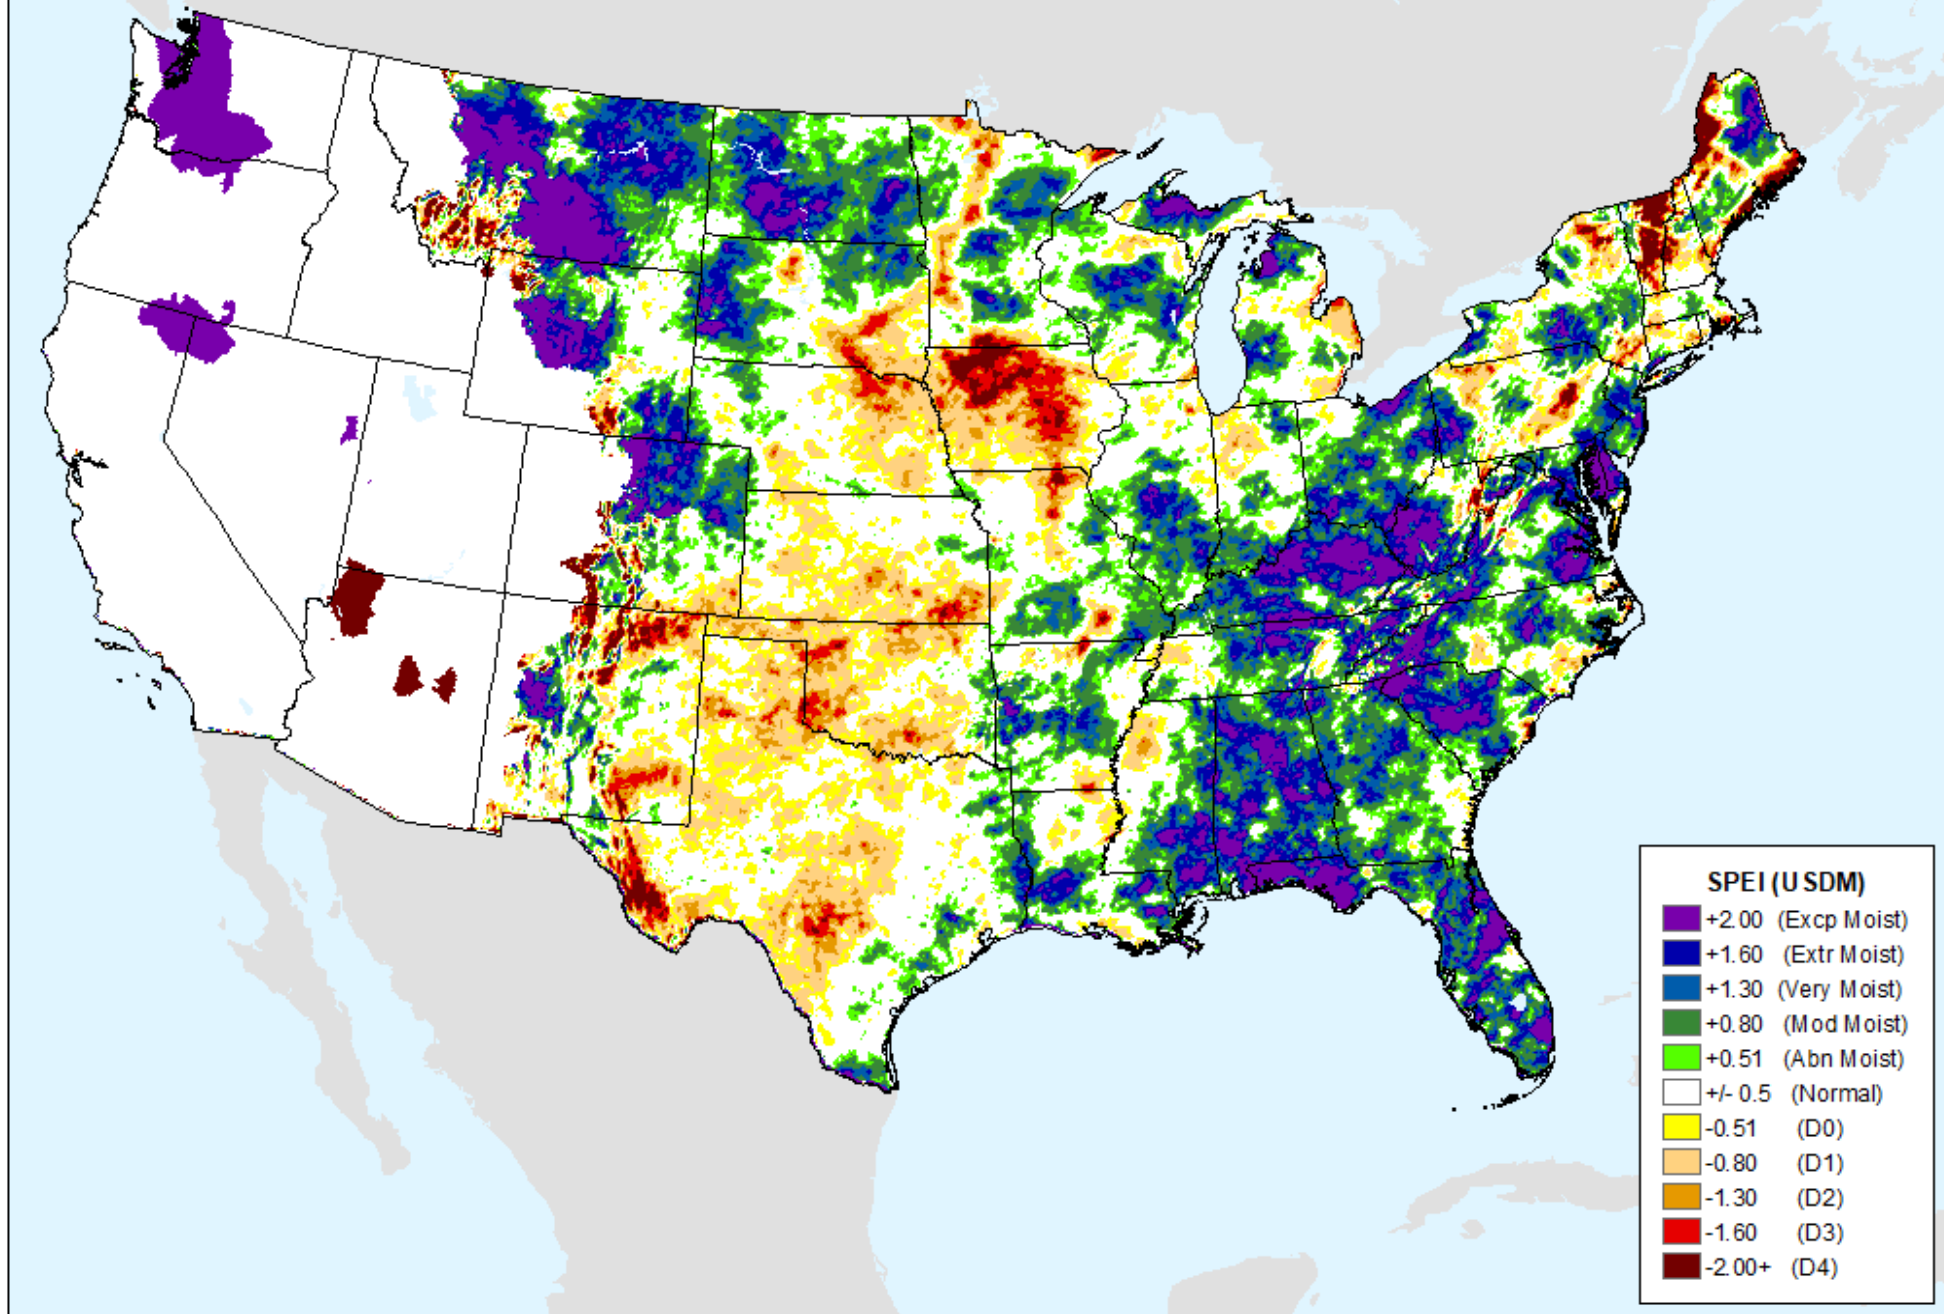 SPEI (USDM)
+2.00 (Excp Moist)
+1.60 (Extr Moist)
+1.30 (Very Moist)
+0.80 (Mod Moist)
+0.51 (Abn Moist)
+/- 0.5 (Normal)
-0.51 (D0)
-0.80 (D1)
-1.30 (D2)
-1.60 (D3)
-2.00+ (D4)